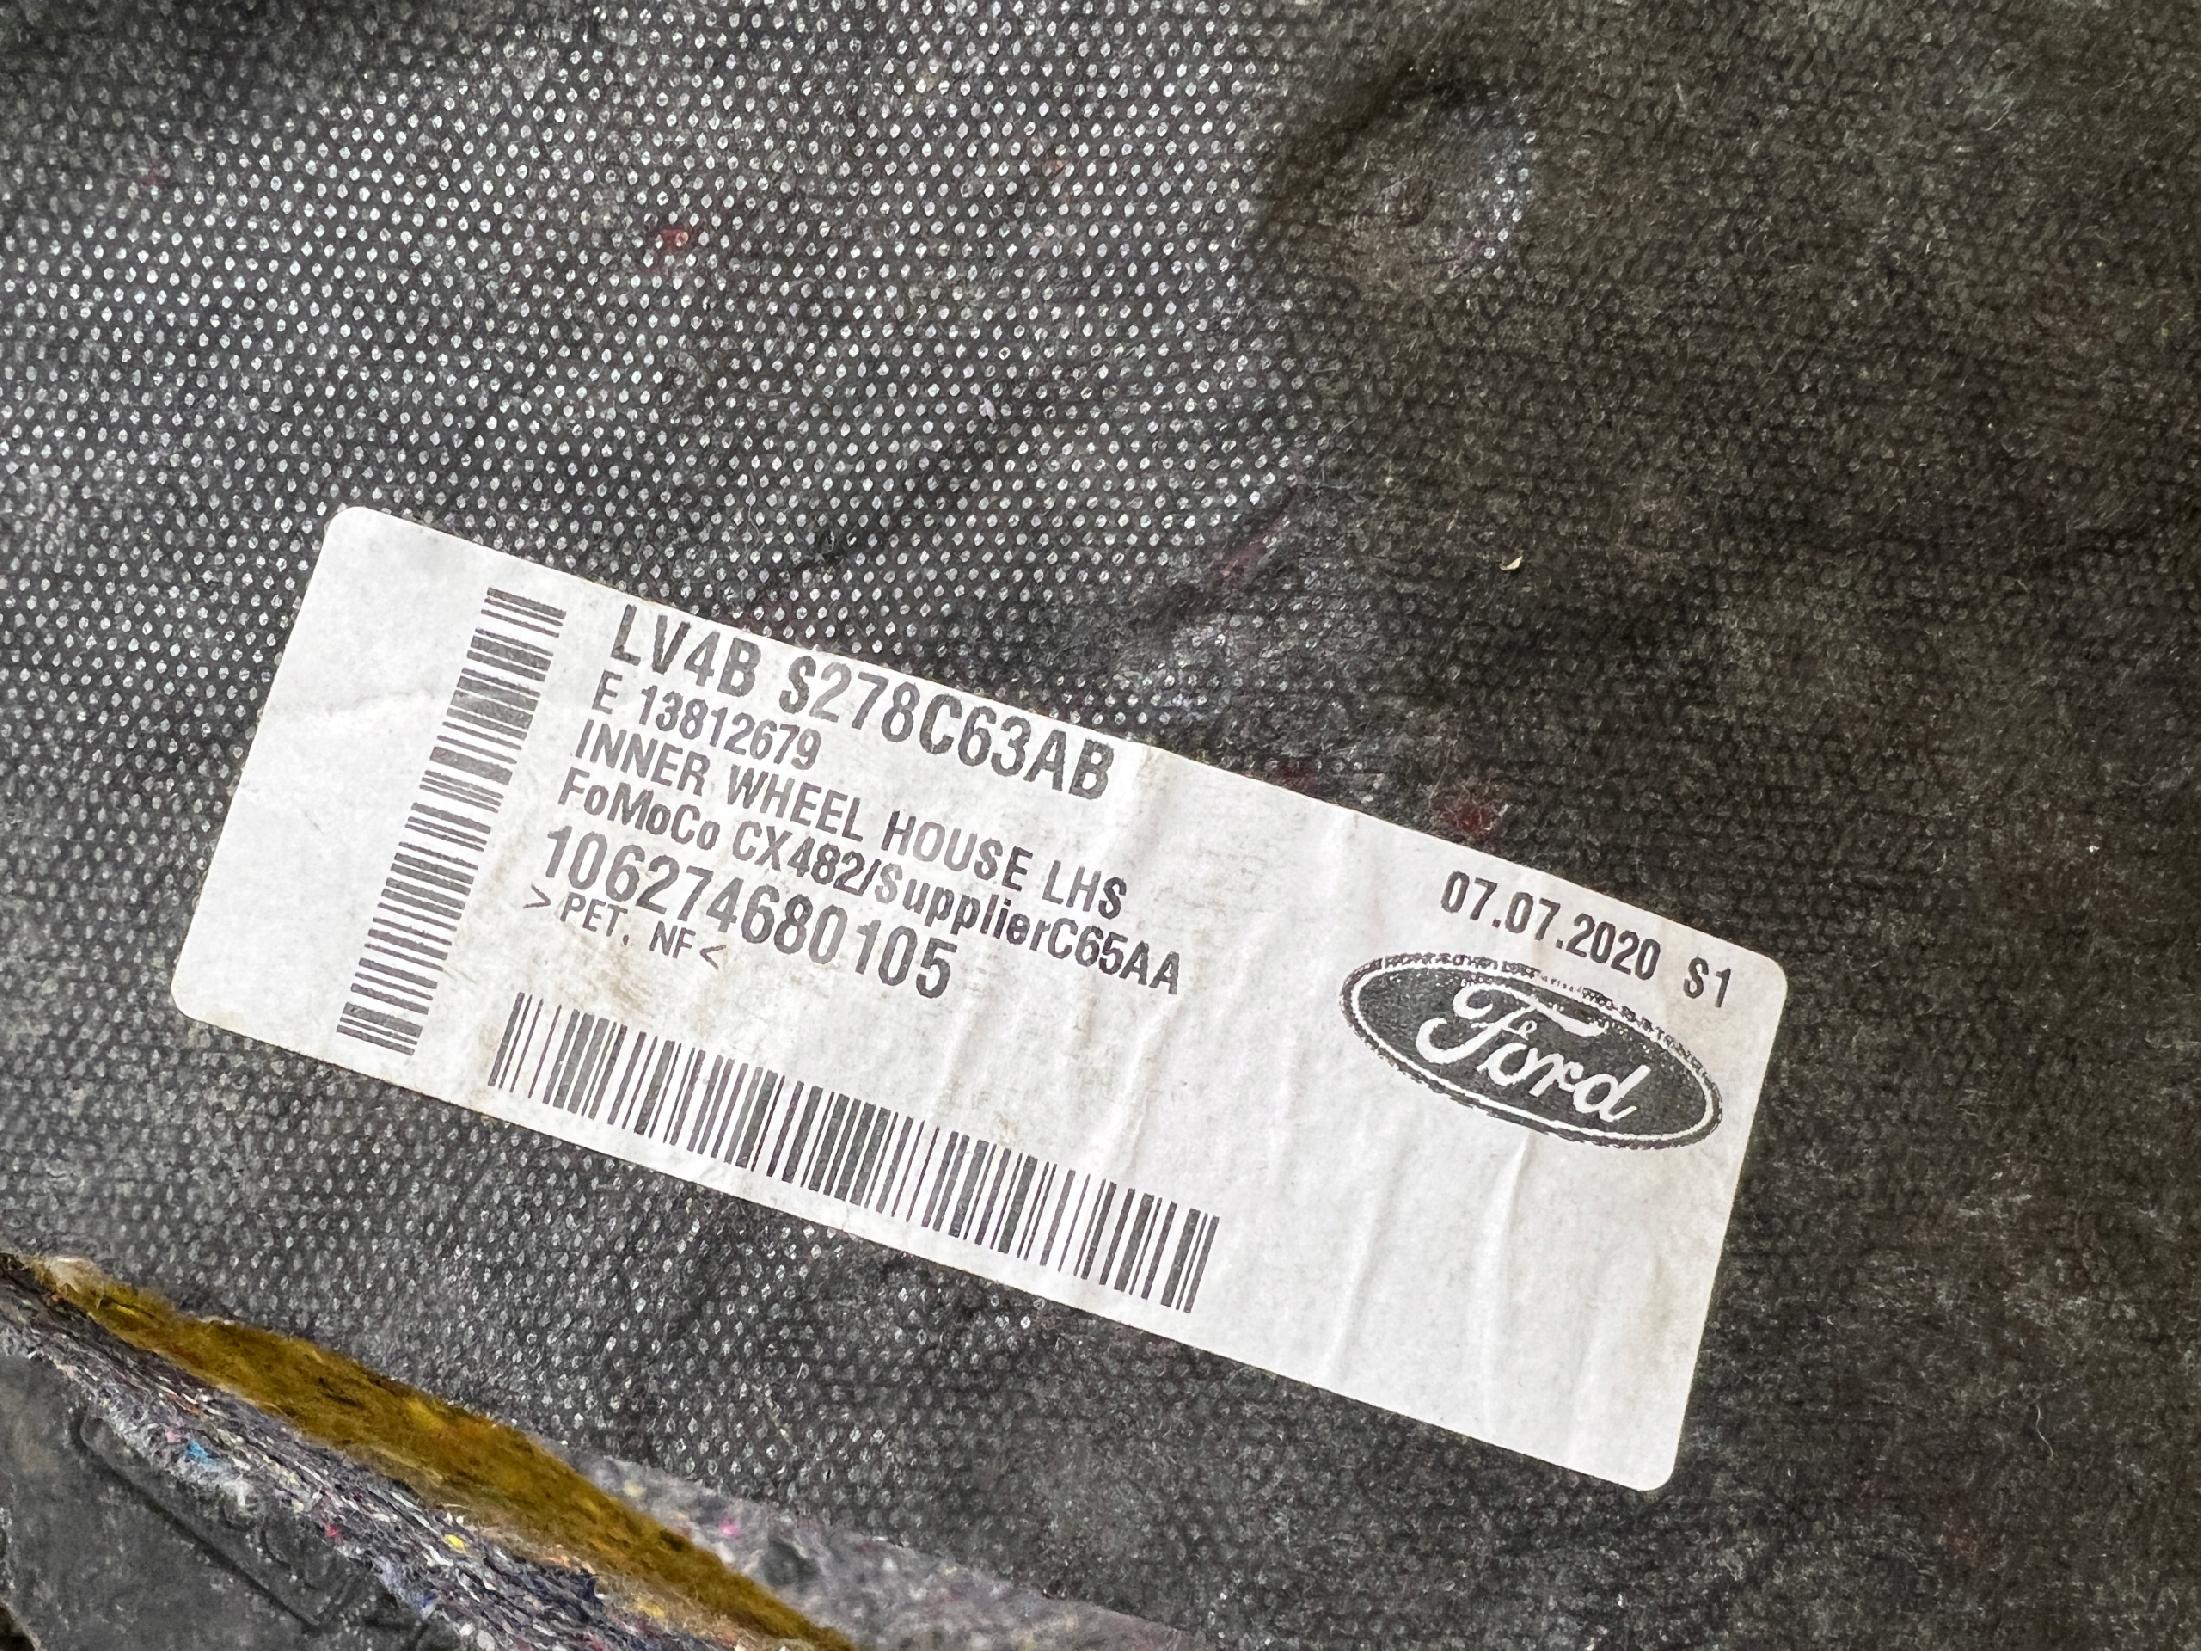 LV4B S278C63AB
E 13812679
INNER WHEEL HOUSE LHS
FoMoCo CX482/SupplierC65AA
106274680105
>PET. NF<
07.07.2020 S1
Ford